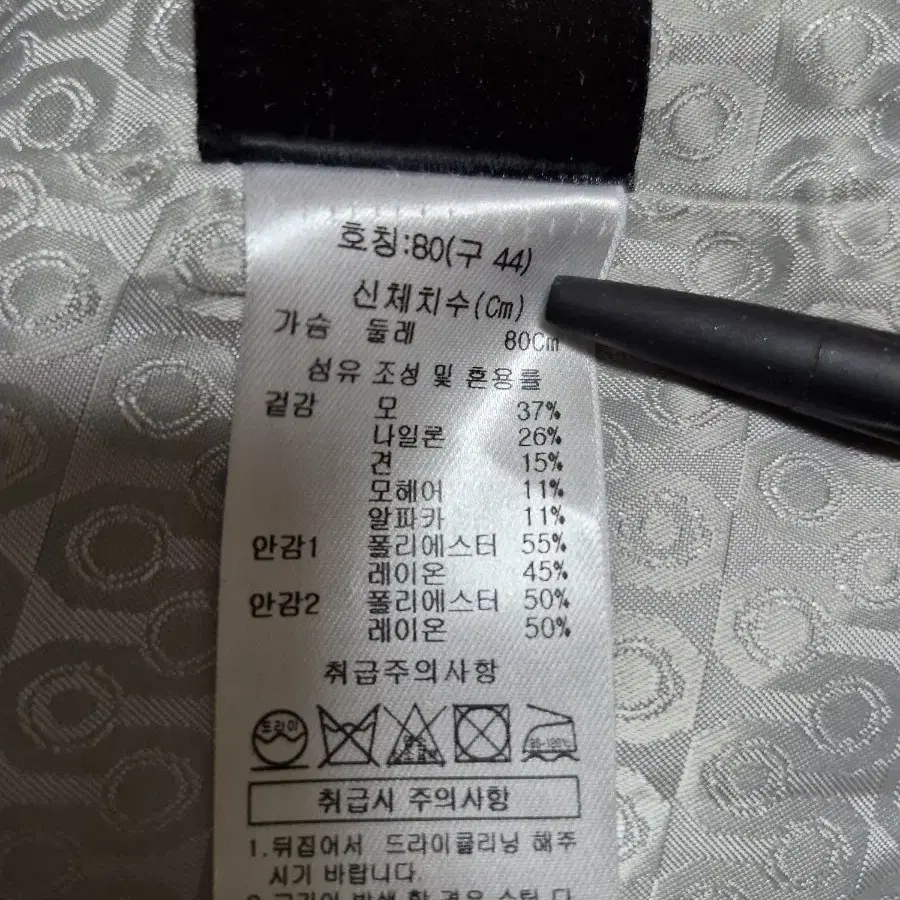 호칭:80(구 44)
신체치수(Cm)
가슴 둘레 80Cm
섬유 조성 및 혼용률
겉감 모 37%
나일론 26%
견 15%
모헤어 11%
알파카 11%
안감1 폴리에스터 55%
레이온 45%
안감2 폴리에스터 50%
레이온 50%
취급주의사항
드라이
취급시 주의사항
1.뒤집어서 드라이클리닝 해주
시기 바랍니다.